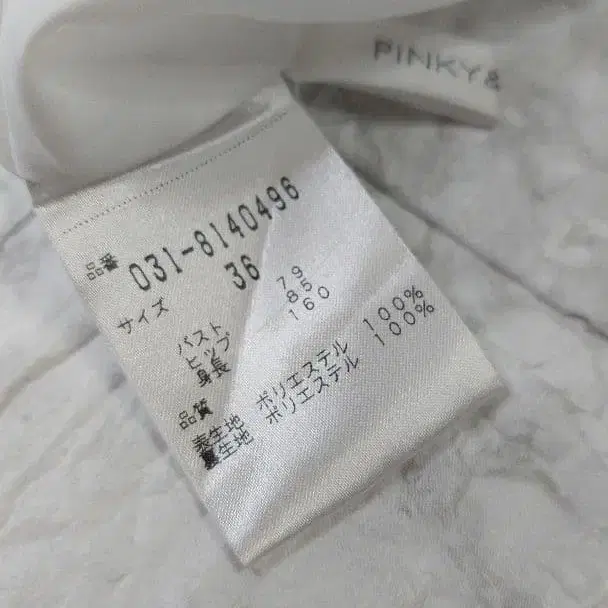 PINKY&
品番 031-8140496
サイズ 36
バスト 79
ヒップ 85
身長 160
品質
表生地 ポリエステル 100%
裏生地 ポリエステル 100%